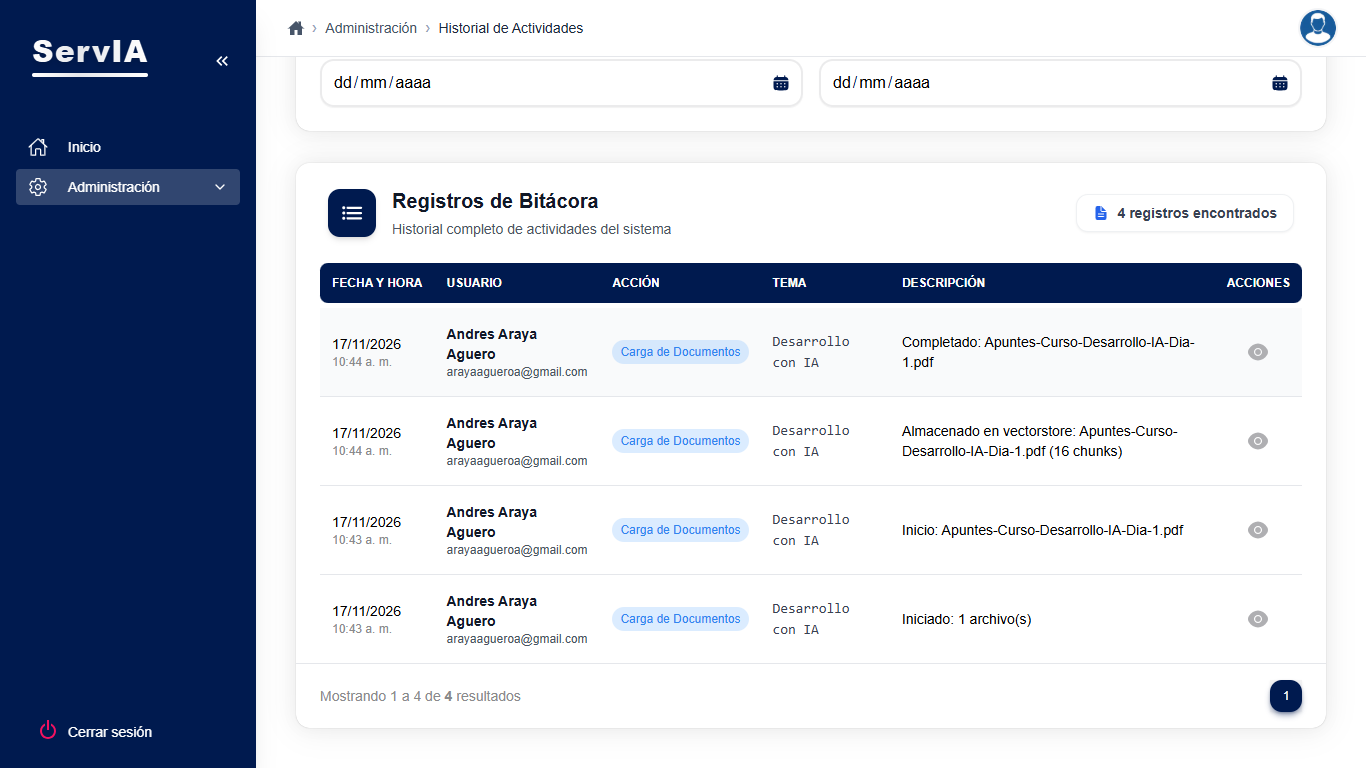 ServIA
Inicio
Administración
Cerrar sesión
Administración › Historial de Actividades
dd/mm/aaaa dd/mm/aaaa
Registros de Bitácora
Historial completo de actividades del sistema
4 registros encontrados
FECHA Y HORA USUARIO ACCIÓN TEMA DESCRIPCIÓN ACCIONES
17/11/2026
10:44 a. m.
Andres Araya
Aguero
arayaagueroa@gmail.com
Carga de Documentos
Desarrollo
con IA
Completado: Apuntes-Curso-Desarrollo-IA-Dia-
1.pdf
17/11/2026
10:44 a. m.
Andres Araya
Aguero
arayaagueroa@gmail.com
Carga de Documentos
Desarrollo
con IA
Almacenado en vectorstore: Apuntes-Curso-
Desarrollo-IA-Dia-1.pdf (16 chunks)
17/11/2026
10:43 a. m.
Andres Araya
Aguero
arayaagueroa@gmail.com
Carga de Documentos
Desarrollo
con IA
Inicio: Apuntes-Curso-Desarrollo-IA-Dia-1.pdf
17/11/2026
10:43 a. m.
Andres Araya
Aguero
arayaagueroa@gmail.com
Carga de Documentos
Desarrollo
con IA
Iniciado: 1 archivo(s)
Mostrando 1 a 4 de 4 resultados
1